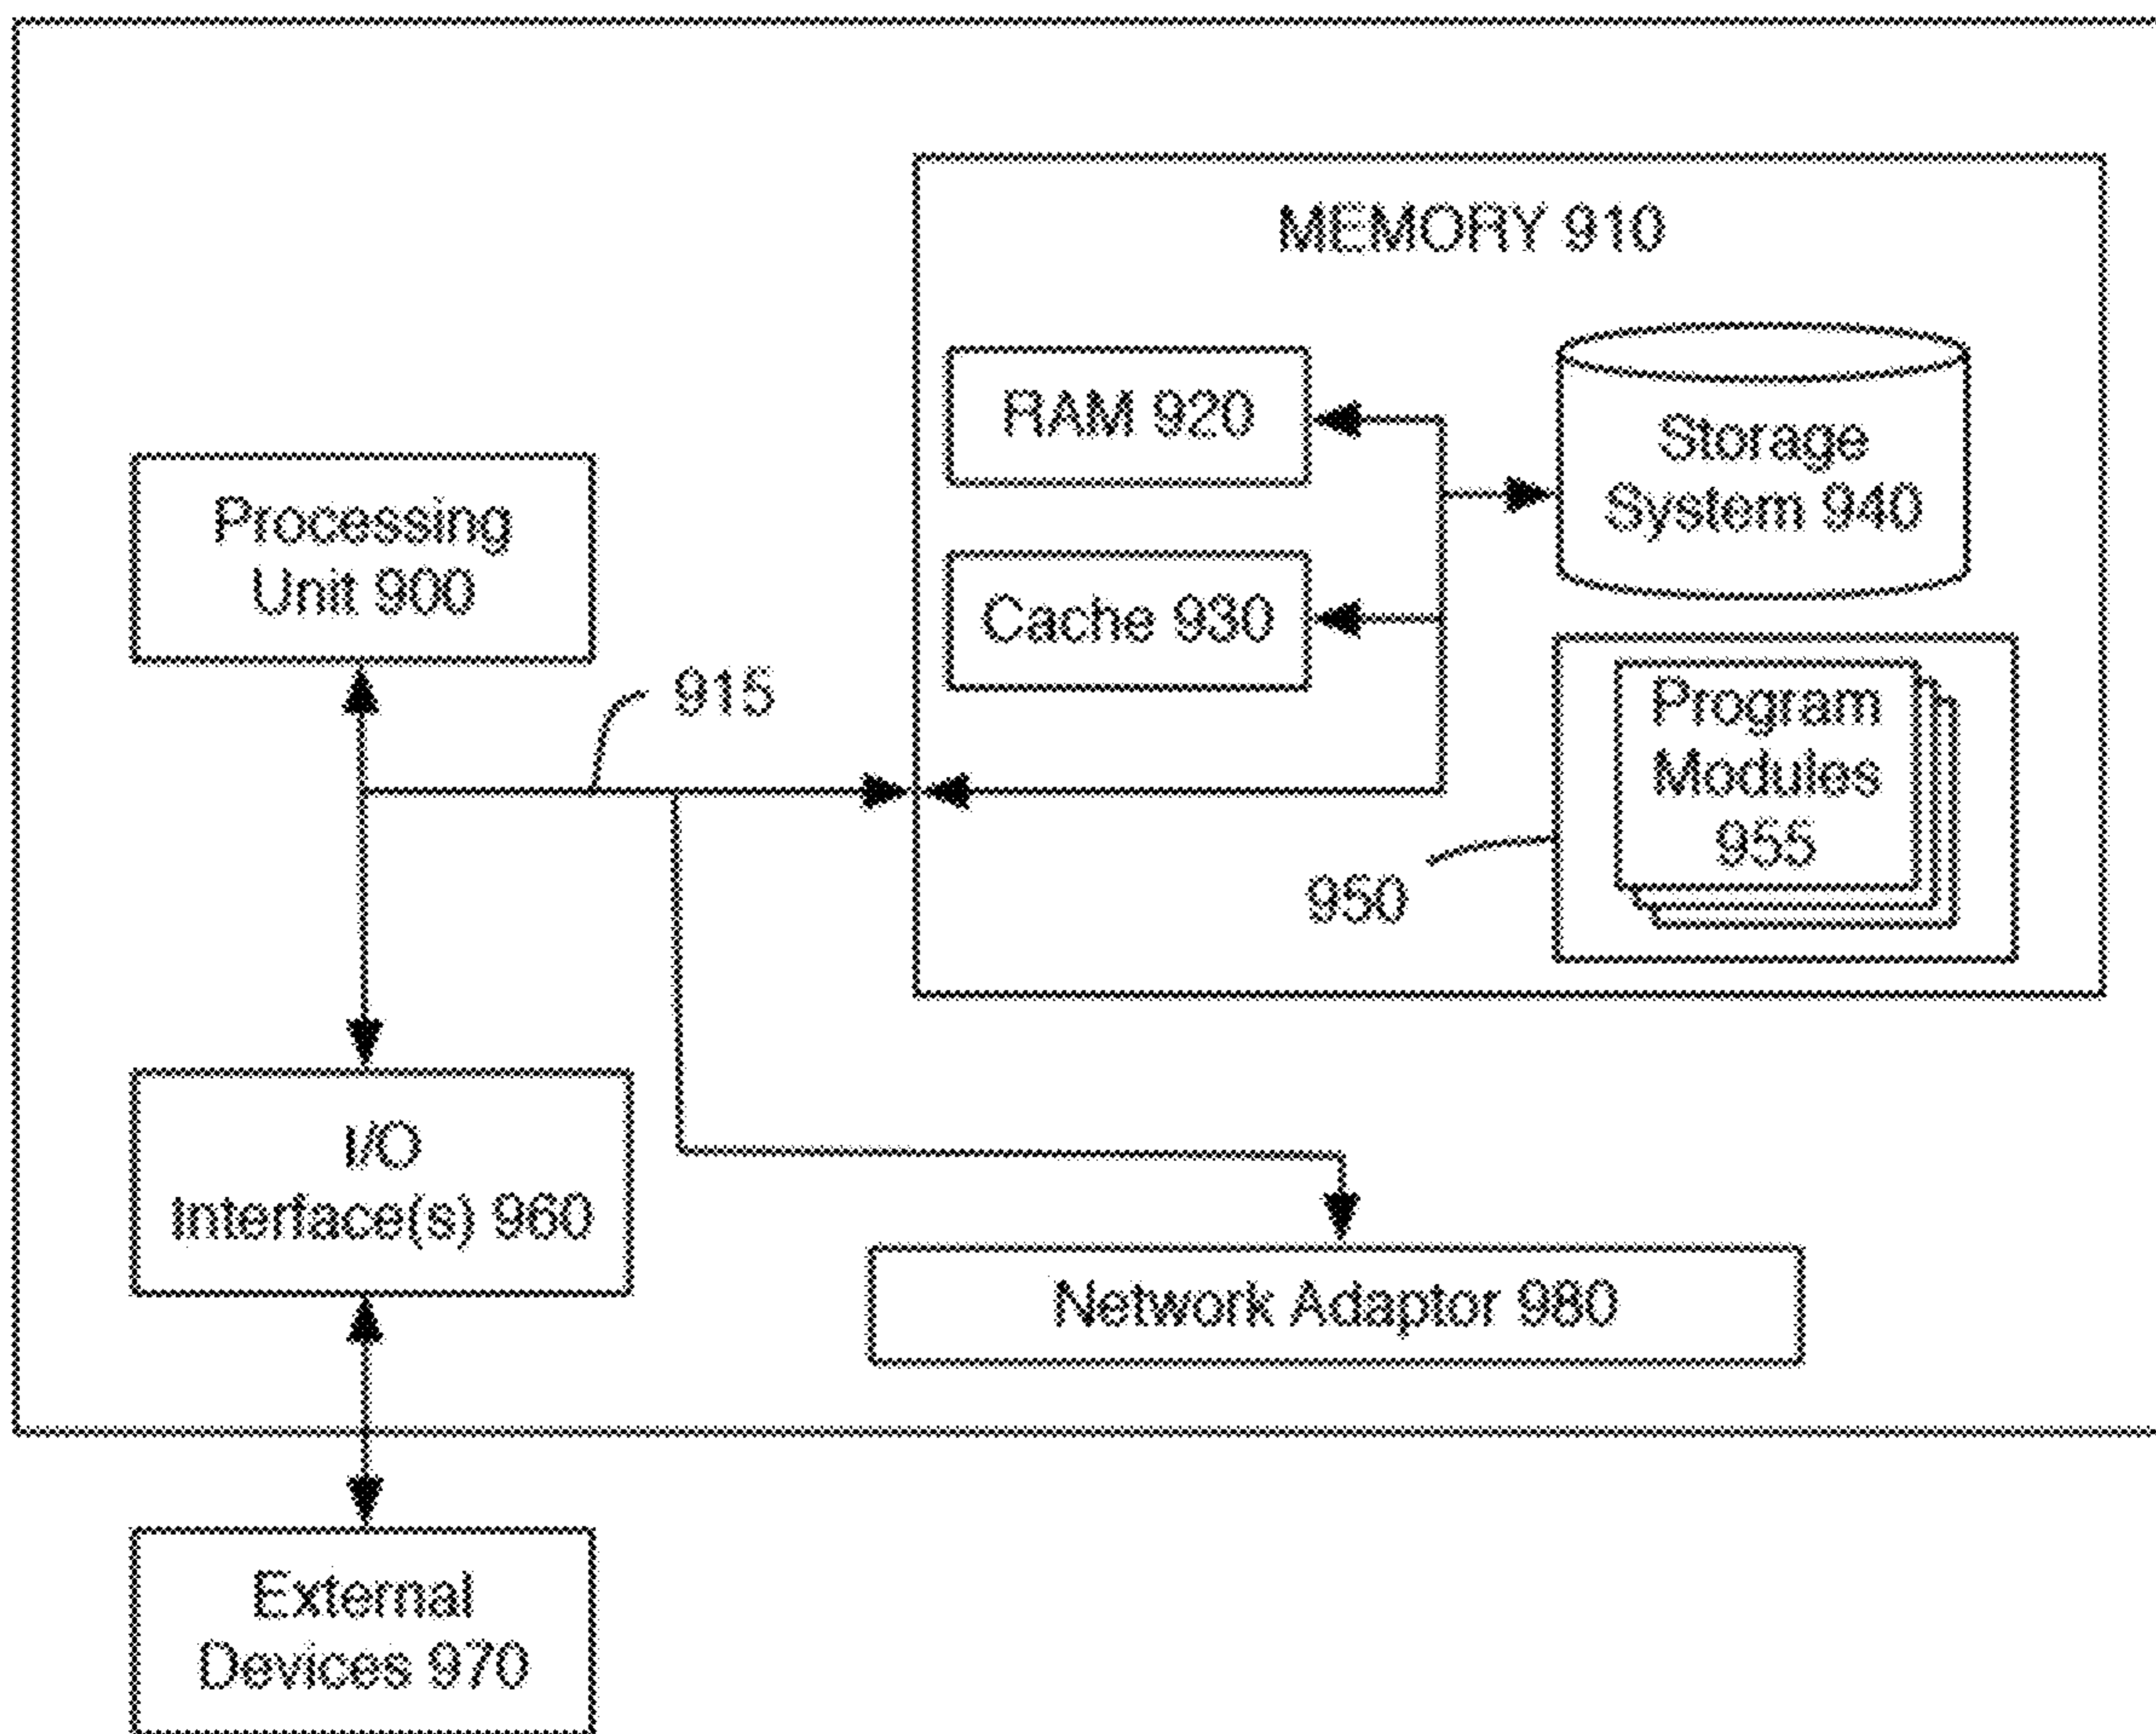 MEMORY 910
RAM 920
Storage
System 940
Processing
Unit 900
Cache 930
915
Program
Modules
955
950
I/O
Interface(s) 960
Network Adaptor 980
External
Devices 970